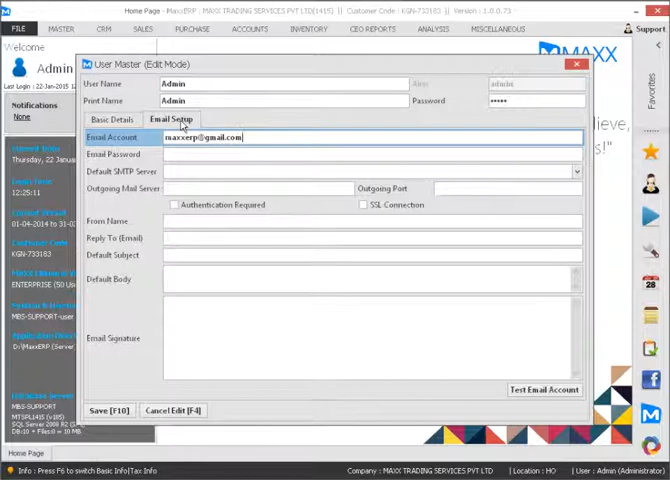 Home Page - MaxxERP : MAXX TRADING SERVICES PVT LTD(1415) || Customer Code : KGN-733183 || Version : 1.0.0.73
FILE MASTER CRM SALES PURCHASE ACCOUNTS INVENTORY CEO REPORTS ANALYSIS MISCELLANEOUS Support
Welcome
Admin
Last Login : 22-Jan-2015
MAXX
User Master (Edit Mode)
User Name Admin admin
Print Name Admin Password •••••
Basic Details Email Setup
Notifications
None
Email Account maxxerp@gmail.com
Email Password
Default SMTP Server
Outgoing Mail Server Outgoing Port
Authentication Required SSL Connection
From Name
Reply To (Email)
Default Subject
Default Body
Email Signature
Test Email Account
Save [F10] Cancel Edit [F4]
Thursday, 22 January
12:25:11
01-04-2014 to 31-03
KGN-733183
ENTERPRISE (50 Us
MBS-SUPPORT-user
D:\MaxxERP (Server
MBS-SUPPORT
MTSPL1415 (v105)
SQL Server 2008 R2
DB + Files:0 = 10 MB
28
Home Page
Info : Press F6 to switch Basic Info|Tax Info Company : MAXX TRADING SERVICES PVT LTD | Location : HO | User : Admin (Administrator)